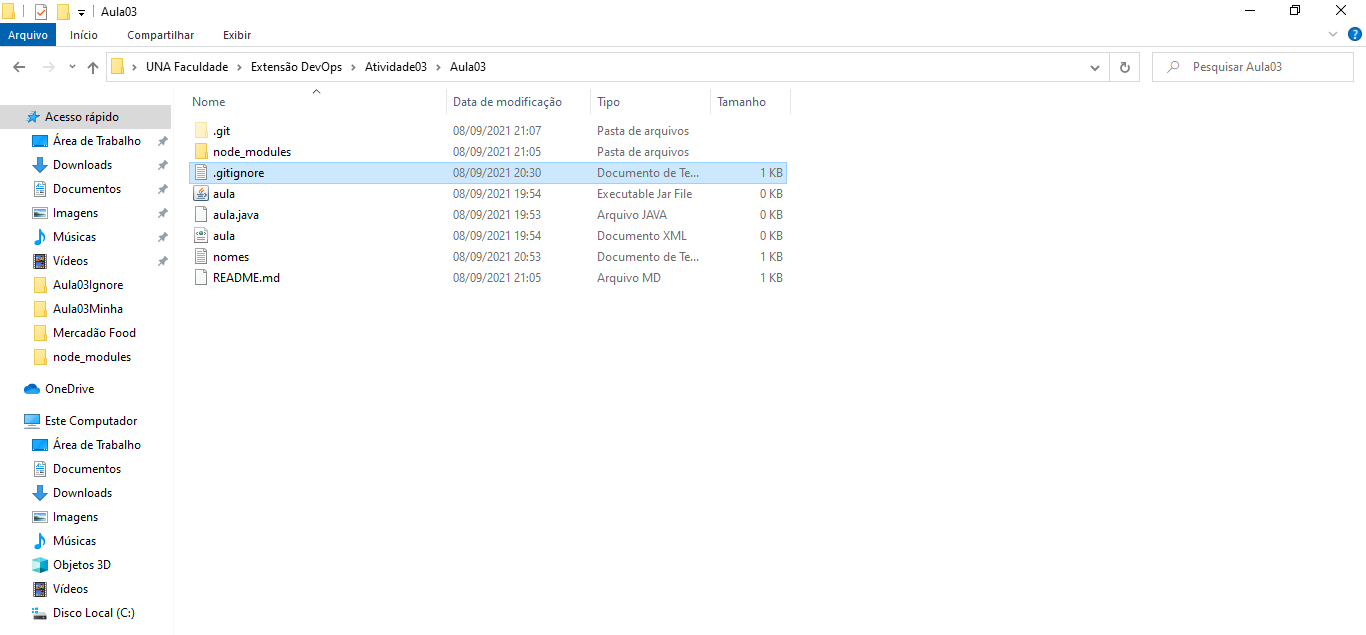 Aula03
Arquivo Início Compartilhar Exibir
UNA Faculdade Extensão DevOps Atividade03 Aula03 Pesquisar Aula03
Acesso rápido
Área de Trabalho
Downloads
Documentos
Imagens
Músicas
Vídeos
Aula03Ignore
Aula03Minha
Mercadão Food
node_modules
OneDrive
Este Computador
Área de Trabalho
Documentos
Downloads
Imagens
Músicas
Objetos 3D
Vídeos
Disco Local (C:)
Nome Data de modificação Tipo Tamanho
.git 08/09/2021 21:07 Pasta de arquivos
node_modules 08/09/2021 21:05 Pasta de arquivos
.gitignore 08/09/2021 20:30 Documento de Te... 1 KB
aula 08/09/2021 19:54 Executable Jar File 0 KB
aula.java 08/09/2021 19:53 Arquivo JAVA 0 KB
aula 08/09/2021 19:54 Documento XML 0 KB
nomes 08/09/2021 20:53 Documento de Te... 1 KB
README.md 08/09/2021 21:05 Arquivo MD 1 KB